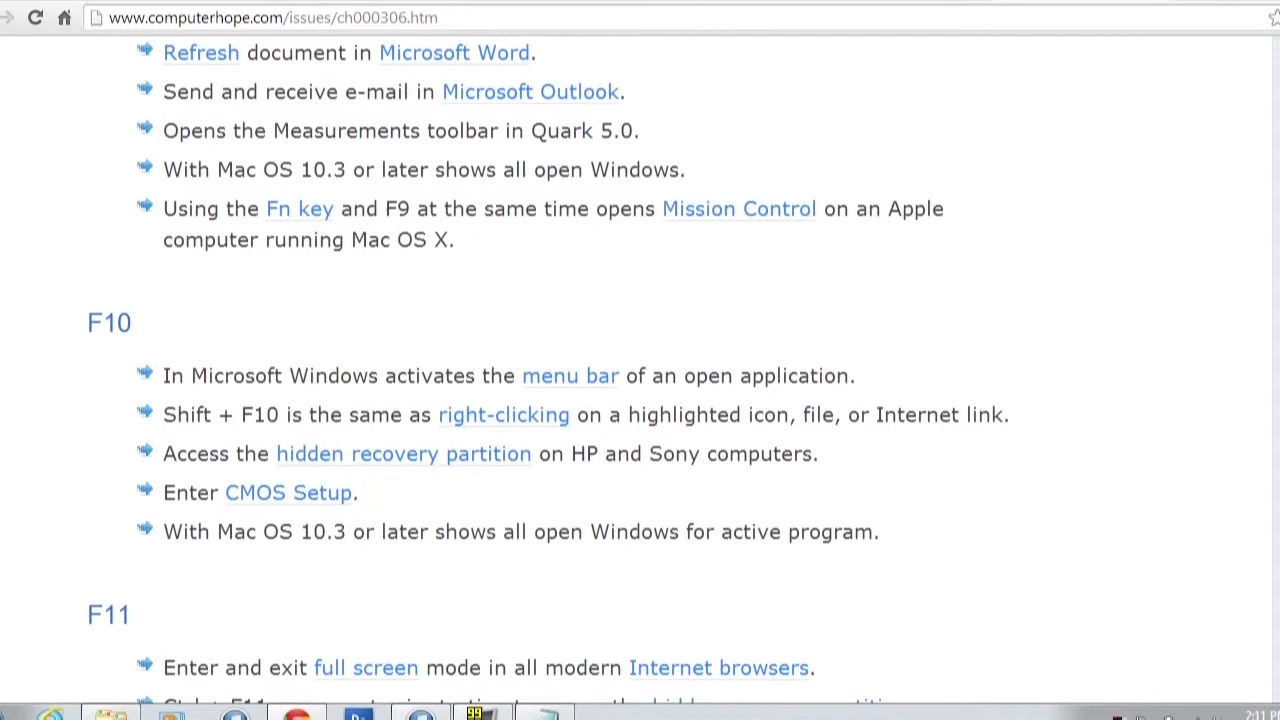 www.computerhope.com/issues/ch000306.htm
Refresh document in Microsoft Word.
Send and receive e-mail in Microsoft Outlook.
Opens the Measurements toolbar in Quark 5.0.
With Mac OS 10.3 or later shows all open Windows.
Using the Fn key and F9 at the same time opens Mission Control on an Apple
computer running Mac OS X.
F10
In Microsoft Windows activates the menu bar of an open application.
Shift + F10 is the same as right-clicking on a highlighted icon, file, or Internet link.
Access the hidden recovery partition on HP and Sony computers.
Enter CMOS Setup.
With Mac OS 10.3 or later shows all open Windows for active program.
F11
Enter and exit full screen mode in all modern Internet browsers.
99
2:11 P